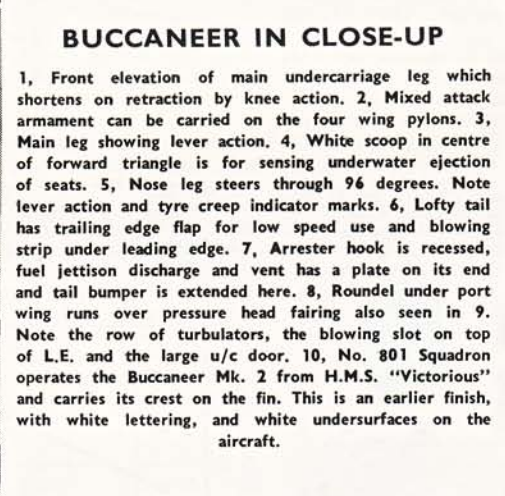 BUCCANEER IN CLOSE-UP
1, Front elevation of main undercarriage leg which
shortens on retraction by knee action. 2, Mixed attack
armament can be carried on the four wing pylons. 3,
Main leg showing lever action. 4, White scoop in centre
of forward triangle is for sensing underwater ejection
of seats. 5, Nose leg steers through 96 degrees. Note
lever action and tyre creep indicator marks. 6, Lofty tail
has trailing edge flap for low speed use and blowing
strip under leading edge. 7, Arrester hook is recessed,
fuel jettison discharge and vent has a plate on its end
and tail bumper is extended here. 8, Roundel under port
wing runs over pressure head fairing also seen in 9.
Note the row of turbulators, the blowing slot on top
of L.E. and the large u/c door. 10, No. 801 Squadron
operates the Buccaneer Mk. 2 from H.M.S. "Victorious"
and carries its crest on the fin. This is an earlier finish,
with white lettering, and white undersurfaces on the
aircraft.